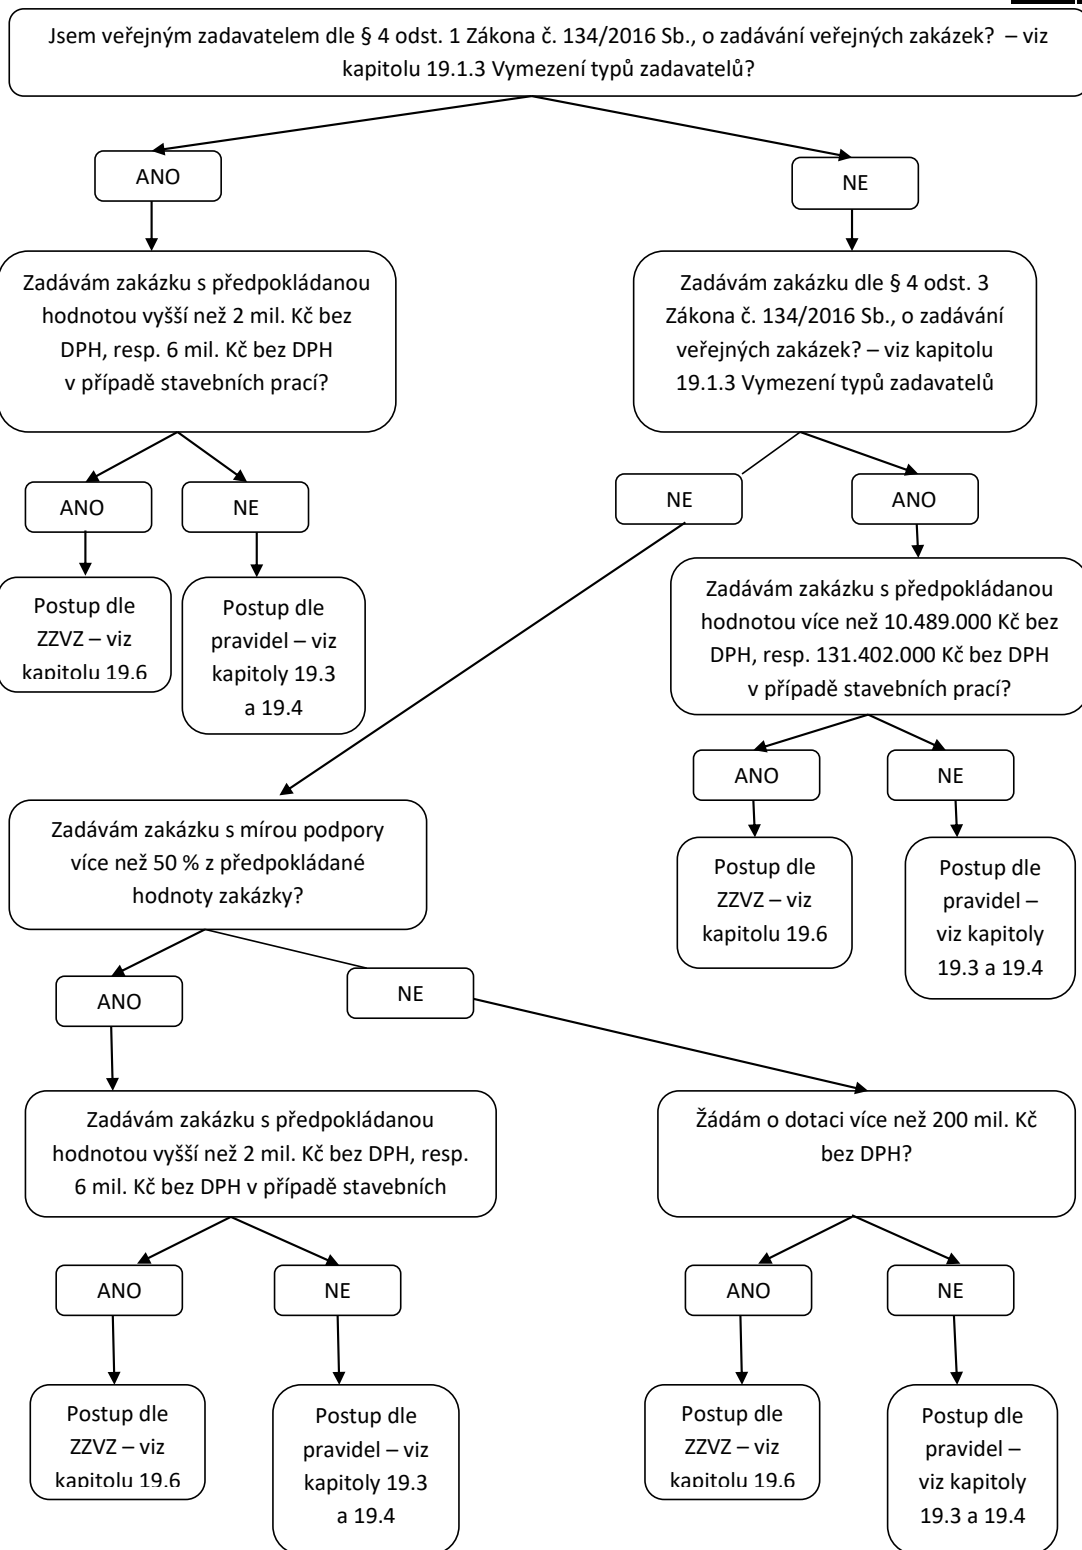 Jsem veřejným zadavatelem dle § 4 odst. 1 Zákona č. 134/2016 Sb., o zadávání veřejných zakázek? – viz
kapitolu 19.1.3 Vymezení typů zadavatelů?
ANO
NE
Zadávám zakázku s předpokládanou
hodnotou vyšší než 2 mil. Kč bez
DPH, resp. 6 mil. Kč bez DPH
v případě stavebních prací?
Zadávám zakázku dle § 4 odst. 3
Zákona č. 134/2016 Sb., o zadávání
veřejných zakázek? – viz kapitolu
19.1.3 Vymezení typů zadavatelů
ANO
NE
NE
ANO
Postup dle
ZZVZ – viz
kapitolu 19.6
Postup dle
pravidel – viz
kapitoly 19.3
a 19.4
Zadávám zakázku s předpokládanou
hodnotou více než 10.489.000 Kč bez
DPH, resp. 131.402.000 Kč bez DPH
v případě stavebních prací?
ANO
NE
Postup dle
ZZVZ – viz
kapitolu 19.6
Postup dle
pravidel –
viz kapitoly
19.3 a 19.4
Zadávám zakázku s mírou podpory
více než 50 % z předpokládané
hodnoty zakázky?
ANO
NE
Zadávám zakázku s předpokládanou
hodnotou vyšší než 2 mil. Kč bez DPH, resp.
6 mil. Kč bez DPH v případě stavebních
Žádám o dotaci více než 200 mil. Kč
bez DPH?
ANO
NE
ANO
NE
Postup dle
ZZVZ – viz
kapitolu 19.6
Postup dle
pravidel – viz
kapitoly 19.3
a 19.4
Postup dle
ZZVZ – viz
kapitolu 19.6
Postup dle
pravidel –
viz kapitoly
19.3 a 19.4